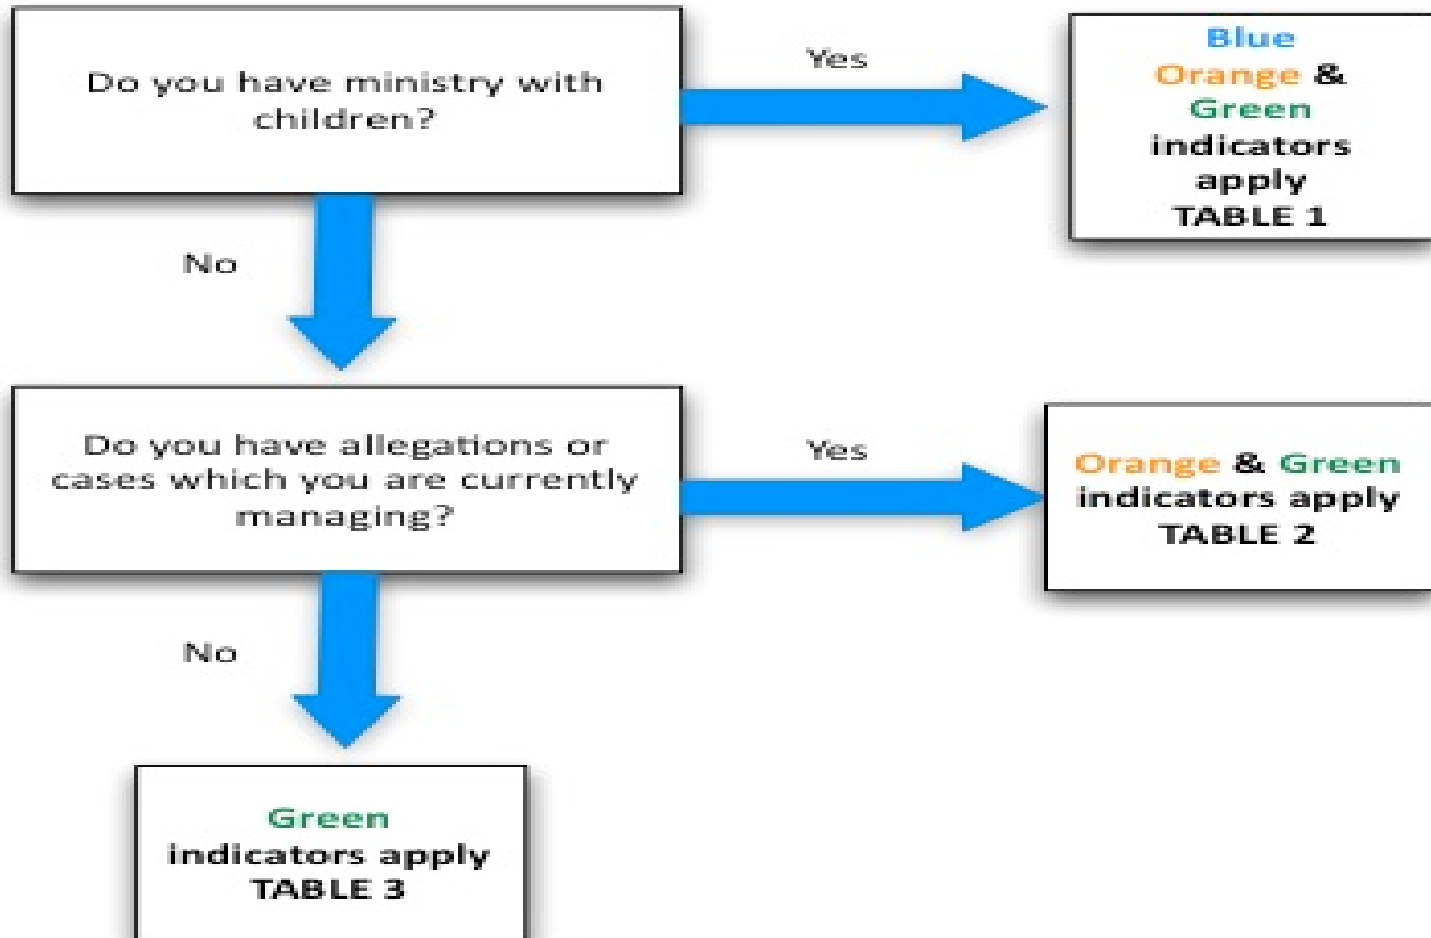 Do you have ministry with
children?
Yes
Blue
Orange &
Green
indicators
apply
TABLE 1
No
Do you have allegations or
cases which you are currently
managing?
Yes
Orange & Green
indicators apply
TABLE 2
No
Green
indicators apply
TABLE 3